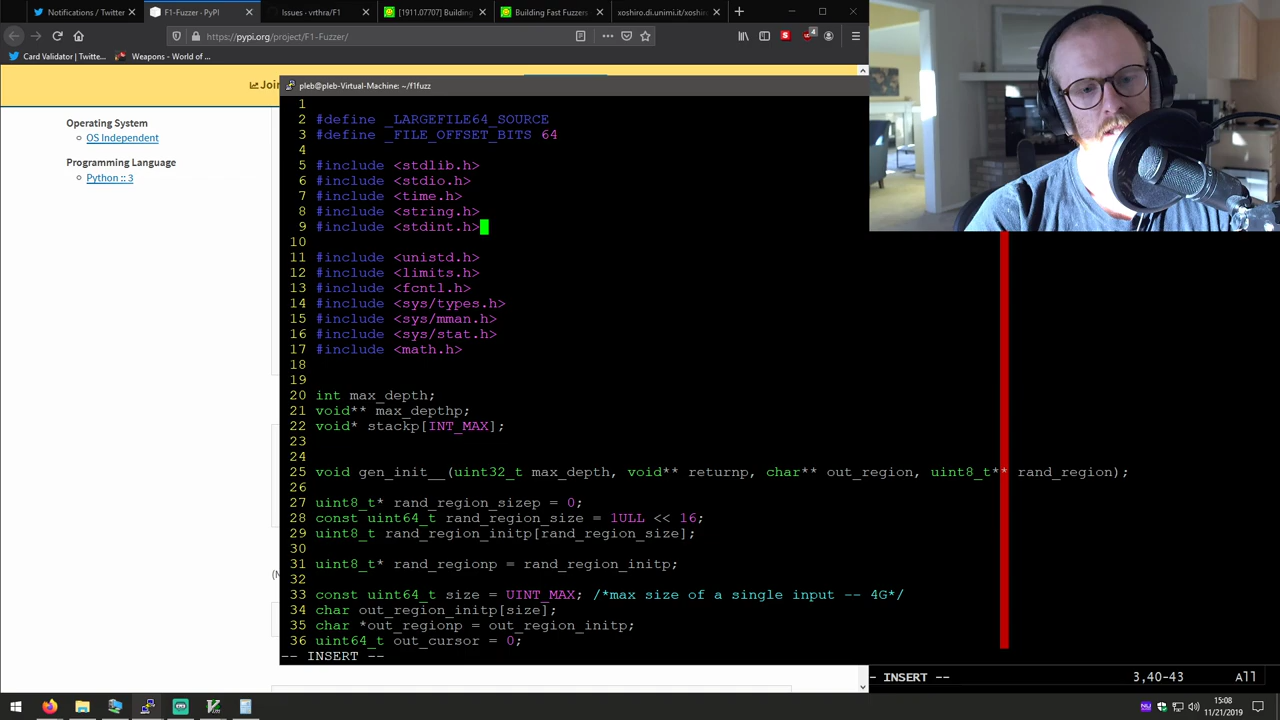 Notifications / Twitter
F1-Fuzzer · PyPI
Issues · vrthra/F1
[1911.07707] Building
Building Fast Fuzzers
xoshiro.di.unimi.it/xoshiro
https://pypi.org/project/F1-Fuzzer/
4
Card Validator | Twitte...
Weapons - World of ...
Join
pleb@pleb-Virtual-Machine: ~/f1fuzz
Operating System
OS Independent
Programming Language
Python :: 3
1
2 #define _LARGEFILE64_SOURCE
3 #define _FILE_OFFSET_BITS 64
4
5 #include <stdlib.h>
6 #include <stdio.h>
7 #include <time.h>
8 #include <string.h>
9 #include <stdint.h>
10
11 #include <unistd.h>
12 #include <limits.h>
13 #include <fcntl.h>
14 #include <sys/types.h>
15 #include <sys/mman.h>
16 #include <sys/stat.h>
17 #include <math.h>
18
19
20 int max_depth;
21 void** max_depthp;
22 void* stackp[INT_MAX];
23
24
25 void gen_init__(uint32_t max_depth, void** returnp, char** out_region, uint8_t** rand_region);
26
27 uint8_t* rand_region_sizep = 0;
28 const uint64_t rand_region_size = 1ULL << 16;
29 uint8_t rand_region_initp[rand_region_size];
30
31 uint8_t* rand_regionp = rand_region_initp;
32
33 const uint64_t size = UINT_MAX; /*max size of a single input -- 4G*/
34 char out_region_initp[size];
35 char *out_regionp = out_region_initp;
36 uint64_t out_cursor = 0;
-- INSERT --
- INSERT -- 3,40-43 All
15:08
11/21/2019